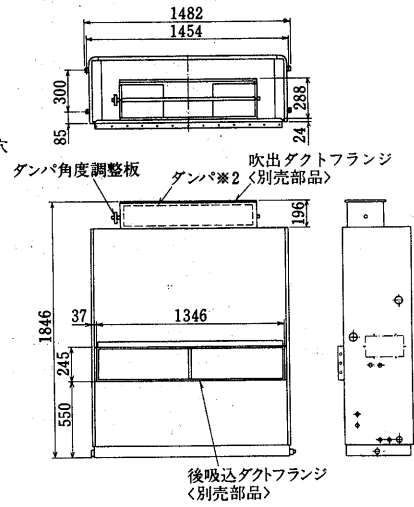 1482
1454
300
85
288
24
穴
ダンパ角度調整板
ダンパ※2
吹出ダクトフランジ
〈別売部品〉
196
1846
37
1346
245
550
後吸込ダクトフランジ
〈別売部品〉